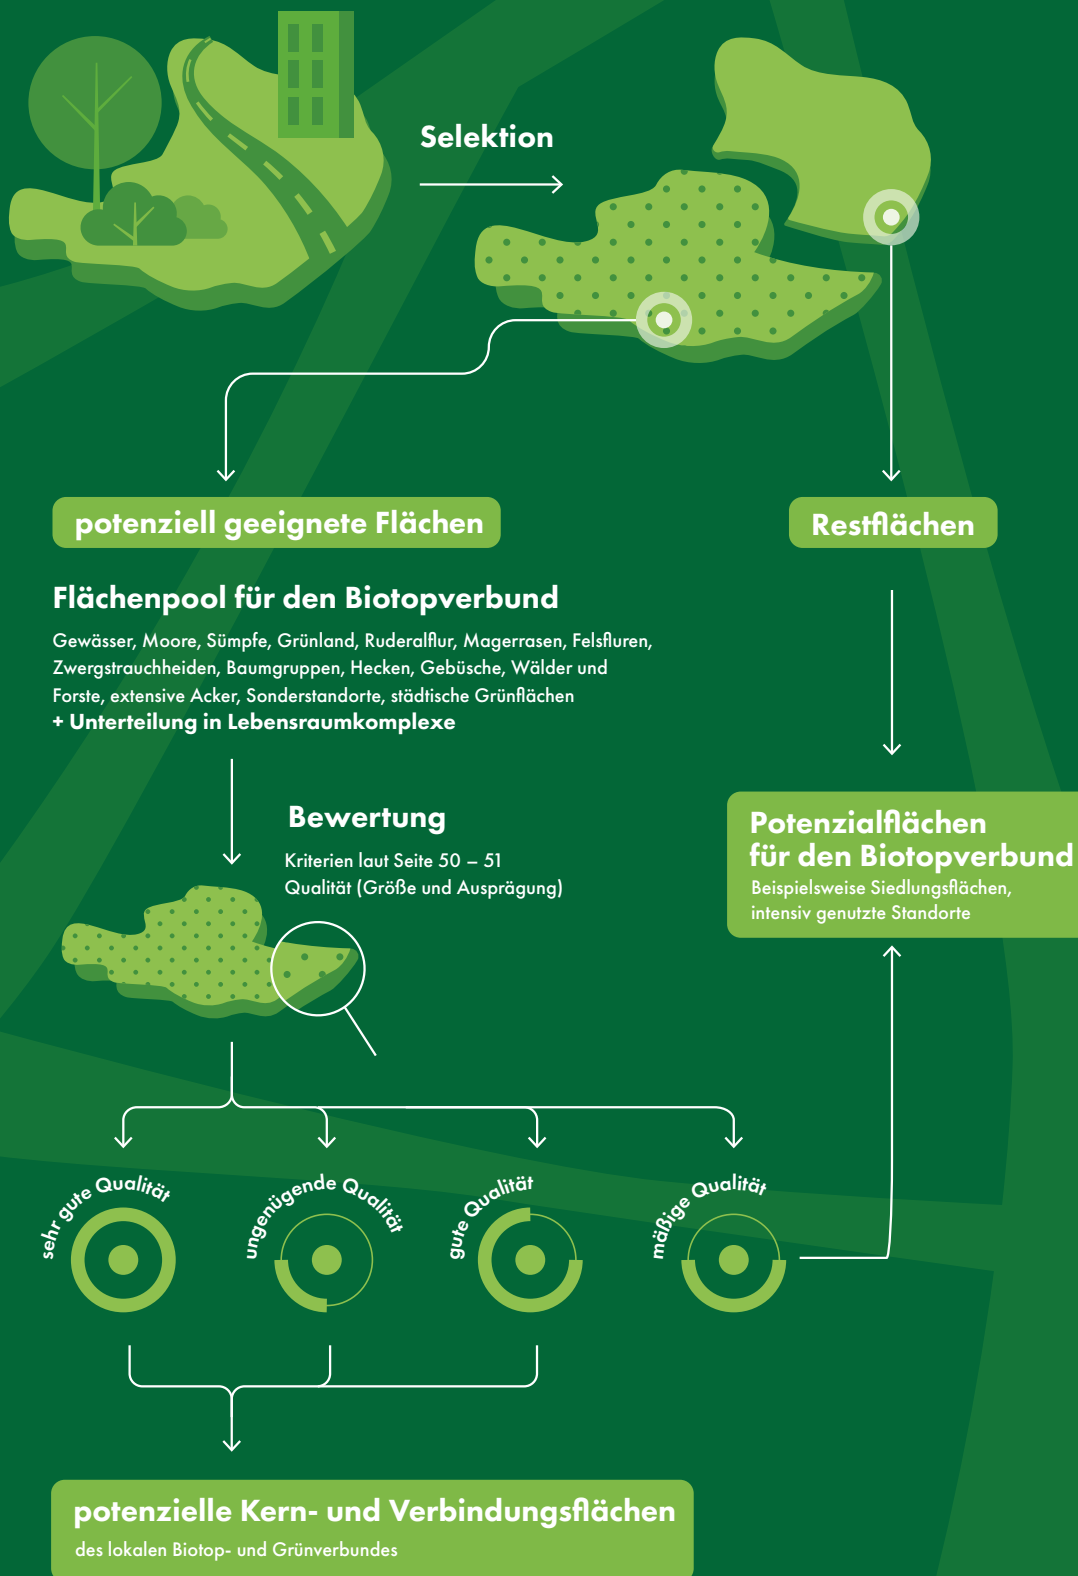 Selektion
potenziell geeignete Flächen
Restflächen
Flächenpool für den Biotopverbund
Gewässer, Moore, Sümpfe, Grünland, Ruderalflur, Magerrasen, Felsfluren,
Zwergstrauchheiden, Baumgruppen, Hecken, Gebüsche, Wälder und
Forste, extensive Acker, Sonderstandorte, städtische Grünflächen
+ Unterteilung in Lebensraumkomplexe
Bewertung
Kriterien laut Seite 50 – 51
Qualität (Größe und Ausprägung)
Potenzialflächen
für den Biotopverbund
Beispielsweise Siedlungsflächen,
intensiv genutzte Standorte
sehr gute Qualität
ungenügende Qualität
gute Qualität
mäßige Qualität
potenzielle Kern- und Verbindungsflächen
des lokalen Biotop- und Grünverbundes